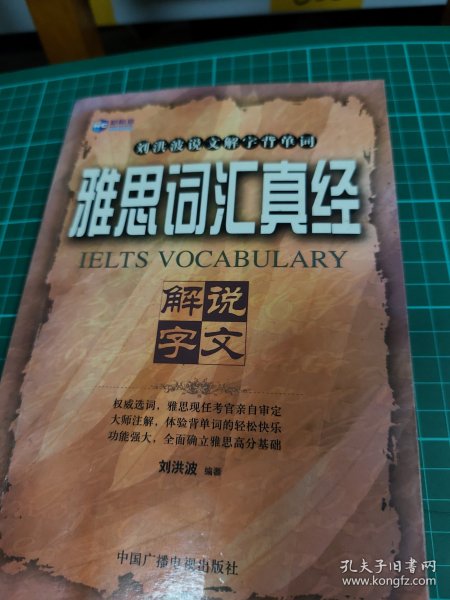 新航道
刘洪波说文解字背单词
雅思词汇真经
IELTS VOCABULARY
解说
字文
权威选词，雅思现任考官亲自审定
大师注解，体验背单词的轻松快乐
功能强大，全面确立雅思高分基础
刘洪波 编著
中国广播电视出版社
孔夫子旧书网
www.kongfz.com